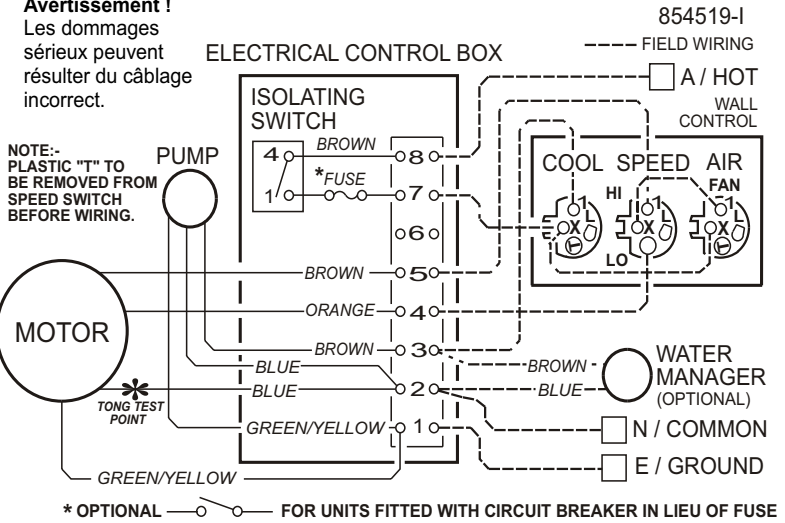 Avertissement !
Les dommages
sérieux peuvent
résulter du câblage
incorrect.
854519-I
FIELD WIRING
ELECTRICAL CONTROL BOX
A / HOT
WALL
CONTROL
ISOLATING
SWITCH
NOTE:-
PLASTIC "T" TO
BE REMOVED FROM
SPEED SWITCH
BEFORE WIRING.
PUMP
4
BROWN
8
1
*FUSE
7
6
COOL SPEED AIR
FAN
HI
LO
1
L
X
T
1
L
X
1
L
X
T
BROWN
5
ORANGE
4
MOTOR
BROWN
3
BROWN
WATER
MANAGER
(OPTIONAL)
BLUE
BLUE
2
BLUE
TONG TEST
POINT
GREEN/YELLOW
1
N / COMMON
E / GROUND
GREEN/YELLOW
* OPTIONAL FOR UNITS FITTED WITH CIRCUIT BREAKER IN LIEU OF FUSE